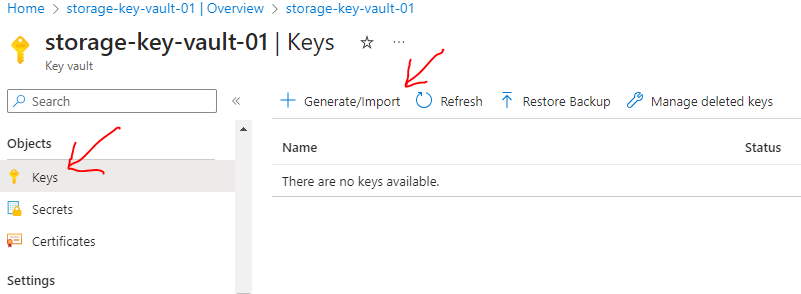 Home > storage-key-vault-01 | Overview > storage-key-vault-01
storage-key-vault-01 | Keys ☆ ...
Key vault
Search «
Generate/Import Refresh Restore Backup Manage deleted keys
Objects
Keys
Secrets
Certificates
Settings
Name Status
There are no keys available.